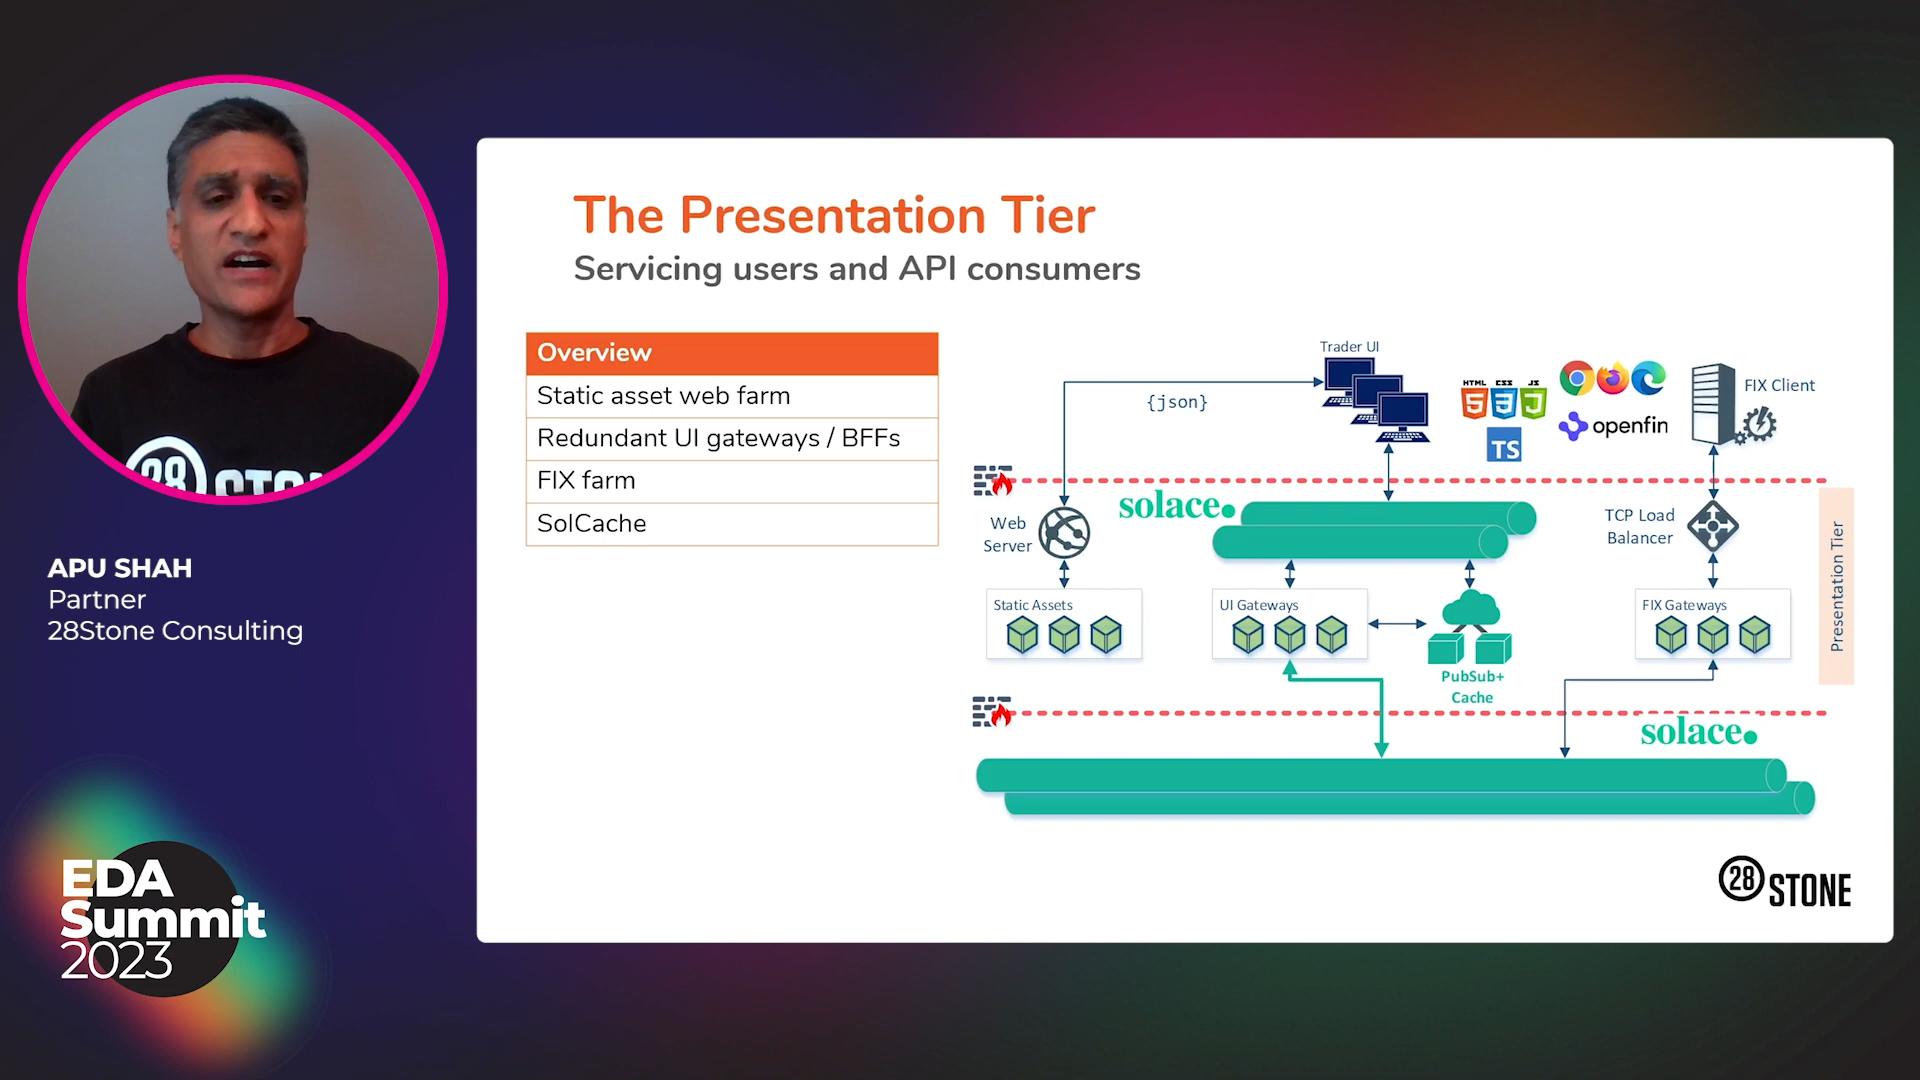 The Presentation Tier
Servicing users and API consumers
Overview
Static asset web farm
Redundant UI gateways / BFFs
FIX farm
SolCache
Trader UI
{json}
HTML
CSS
JS
5
3
J
TS
openfin
FIX Client
solace.
Web
Server
TCP Load
Balancer
Static Assets
UI Gateways
FIX Gateways
PubSub+
Cache
Presentation Tier
solace.
28 STONE
28
APU SHAH
Partner
28Stone Consulting
EDA
Summit
2023